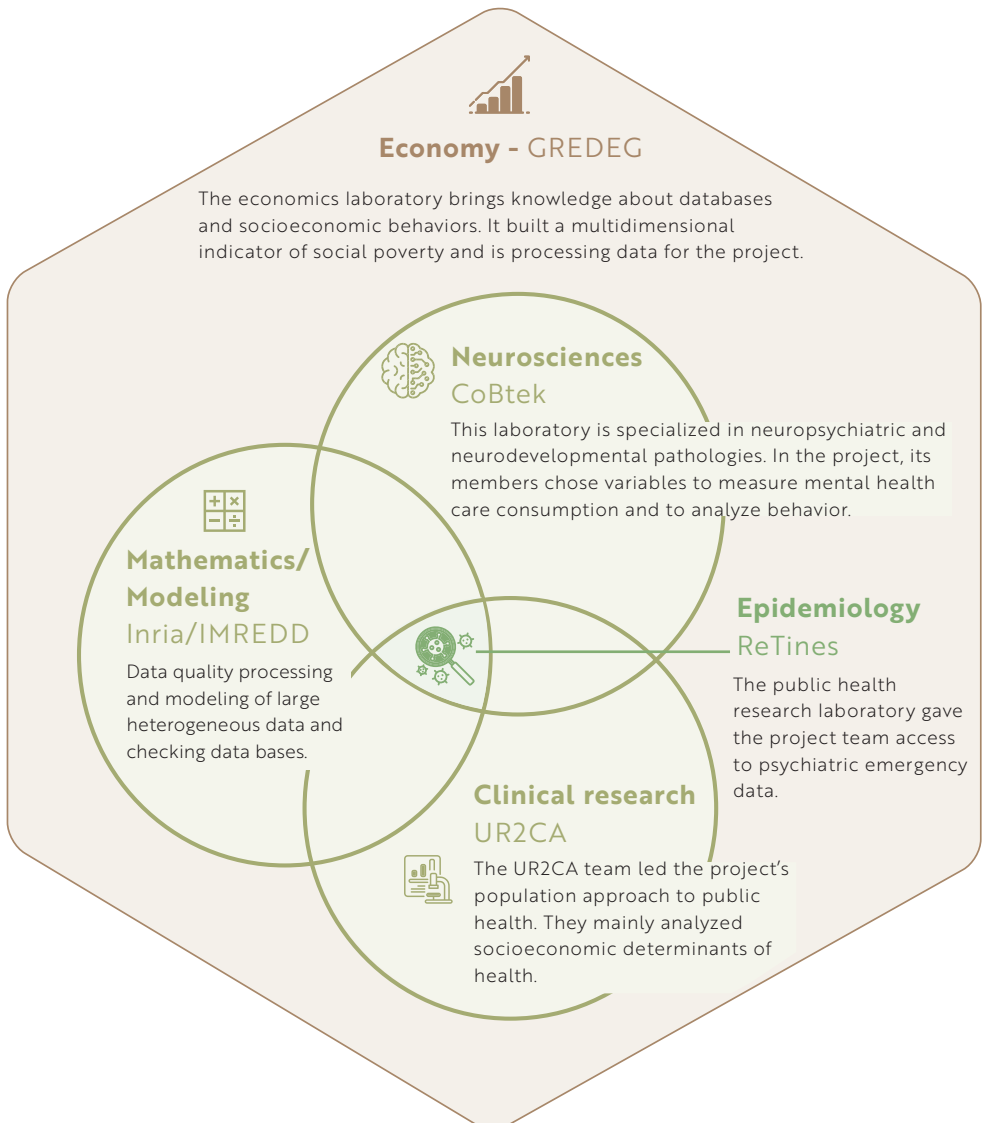 Economy - GREDEG
The economics laboratory brings knowledge about databases
and socioeconomic behaviors. It built a multidimensional
indicator of social poverty and is processing data for the project.
Neurosciences
CoBtek
This laboratory is specialized in neuropsychiatric and
neurodevelopmental pathologies. In the project, its
members chose variables to measure mental health
care consumption and to analyze behavior.
Mathematics/
Modeling
Inria/IMREDD
Data quality processing
and modeling of large
heterogeneous data and
checking data bases.
Epidemiology
ReTines
The public health
research laboratory gave
the project team access
to psychiatric emergency
data.
Clinical research
UR2CA
The UR2CA team led the project's
population approach to public
health. They mainly analyzed
socioeconomic determinants of
health.